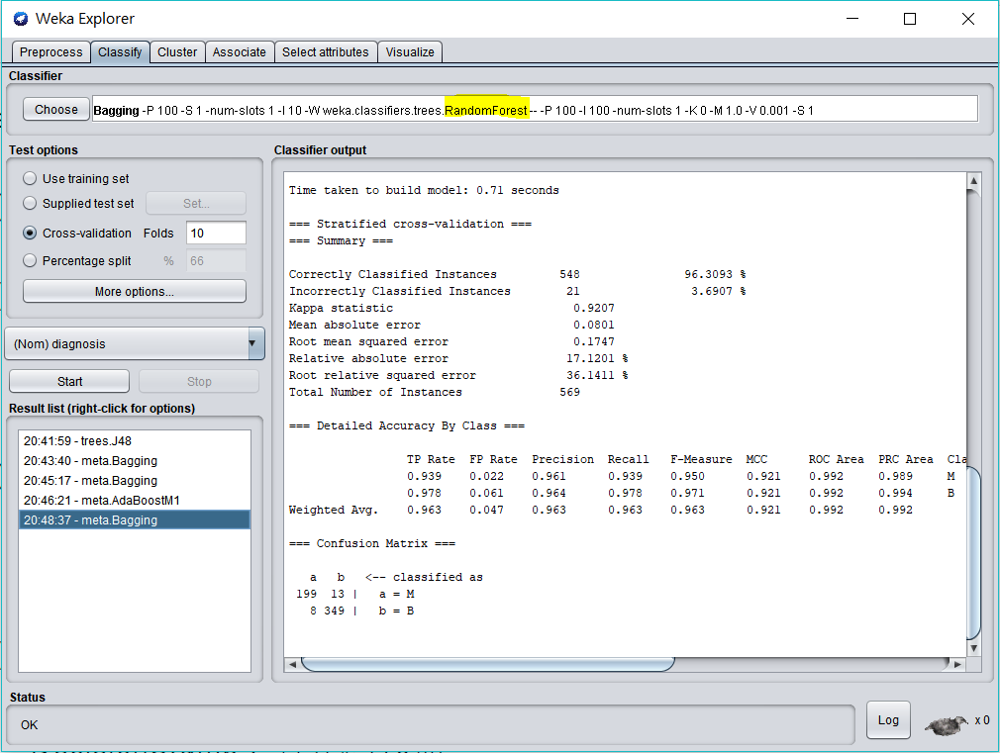 Weka Explorer
Preprocess Classify Cluster Associate Select attributes Visualize
Classifier
Choose Bagging -P 100 -S 1 -num-slots 1 -I 10 -W weka.classifiers.trees.RandomForest -- -P 100 -I 100 -num-slots 1 -K 0 -M 1.0 -V 0.001 -S 1
Test options
Use training set
Supplied test set Set...
Cross-validation Folds 10
Percentage split % 66
More options...
(Nom) diagnosis
Start Stop
Result list (right-click for options)
20:41:59 - trees.J48
20:43:40 - meta.Bagging
20:45:17 - meta.Bagging
20:46:21 - meta.AdaBoostM1
20:48:37 - meta.Bagging
Classifier output
Time taken to build model: 0.71 seconds
=== Stratified cross-validation ===
=== Summary ===
Correctly Classified Instances 548 96.3093 %
Incorrectly Classified Instances 21 3.6907 %
Kappa statistic 0.9207
Mean absolute error 0.0801
Root mean squared error 0.1747
Relative absolute error 17.1201 %
Root relative squared error 36.1411 %
Total Number of Instances 569
=== Detailed Accuracy By Class ===
TP Rate FP Rate Precision Recall F-Measure MCC ROC Area PRC Area Cla
0.939 0.022 0.961 0.939 0.950 0.921 0.992 0.989 M
0.978 0.061 0.964 0.978 0.971 0.921 0.992 0.994 B
Weighted Avg. 0.963 0.047 0.963 0.963 0.963 0.921 0.992 0.992
=== Confusion Matrix ===
a b <-- classified as
199 13 | a = M
8 349 | b = B
Status
OK
Log x 0